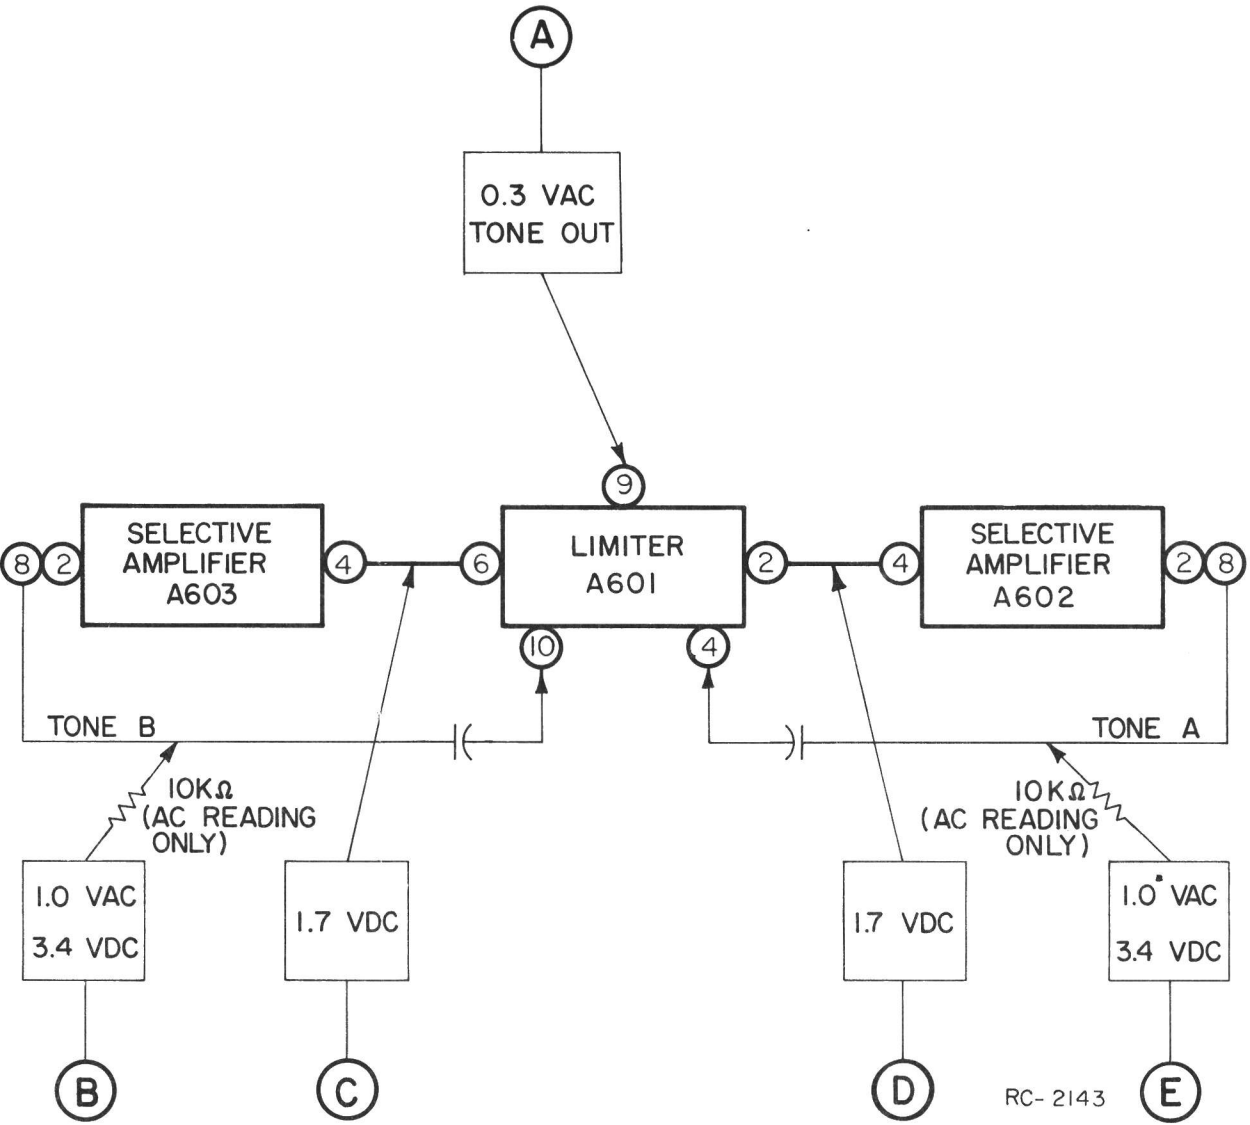 A
0.3 VAC
TONE OUT
9
8 2
SELECTIVE
AMPLIFIER
A603
4
6
LIMITER
A601
2
4
SELECTIVE
AMPLIFIER
A602
2 8
10
4
TONE B
TONE A
10KΩ
(AC READING
ONLY)
10KΩ
(AC READING
ONLY)
1.0 VAC
3.4 VDC
1.7 VDC
1.7 VDC
1.0 VAC
3.4 VDC
B
C
D
RC-2143
E